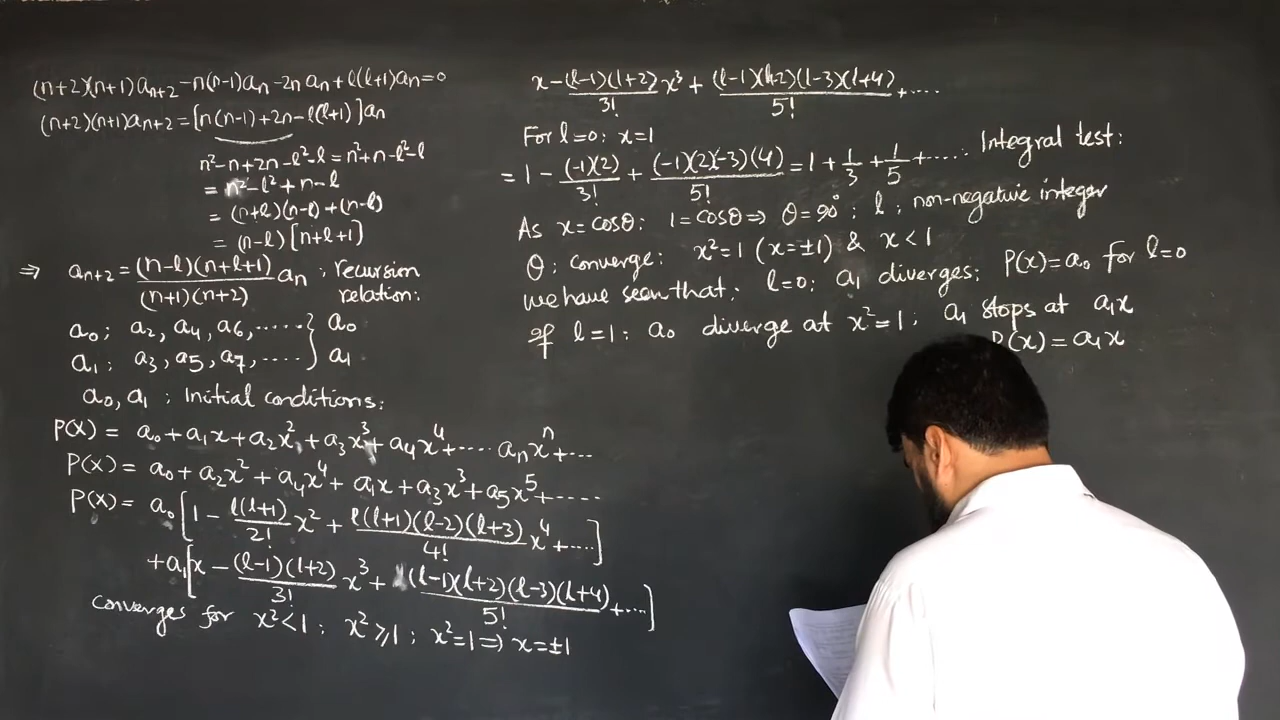 (n+2)(n+1)aₙ₊₂ − n(n−1)aₙ − 2n aₙ + l(l+1)aₙ = 0
(n+2)(n+1)aₙ₊₂ = [n(n−1) + 2n − l(l+1)]aₙ
n² − n + 2n − l² − l = n² + n − l² − l
= n² − l² + n − l
= (n+l)(n−l) + (n−l)
= (n−l)[n+l+1]
⇒ aₙ₊₂ = (n−l)(n+l+1)/(n+1)(n+2) aₙ : recursion
relation:
a₀ ; a₂, a₄, a₆, ..... } a₀
a₁ ; a₃, a₅, a₇, .... } a₁
a₀, a₁ : Initial conditions:
P(x) = a₀ + a₁x + a₂x² + a₃x³ + a₄x⁴ + ..... aₙxⁿ + ...
P(x) = a₀ + a₂x² + a₄x⁴ + a₁x + a₃x³ + a₅x⁵ + .....
P(x) = a₀[1 − l(l+1)/2! x² + l(l+1)(l−2)(l+3)/4! x⁴ + ....]
+ a₁[x − (l−1)(l+2)/3! x³ + (l−1)(l+2)(l−3)(l+4)/5! + ...]
Converges for x² < 1 ; x² ⩾ 1 ; x² = 1 ⇒ x = ±1
x − (l−1)(l+2)/3! x³ + (l−1)(l+2)(l−3)(l+4)/5! + ....
For l=0: x=1
= 1 − (−1)(2)/3! + (−1)(2)(−3)(4)/5! = 1 + 1/3 + 1/5 + ....: Integral test:
As x = cosθ : 1 = cosθ ⇒ θ = 90° ; l ; non-negative integer
θ : converge : x² = 1 (x = ±1) & x < 1
we have seen that: l=0; a₁ diverges; P(x) = a₀ for l=0
If l=1: a₀ diverge at x²=1 ; a₁ stops at a₁x
P(x) = a₁x